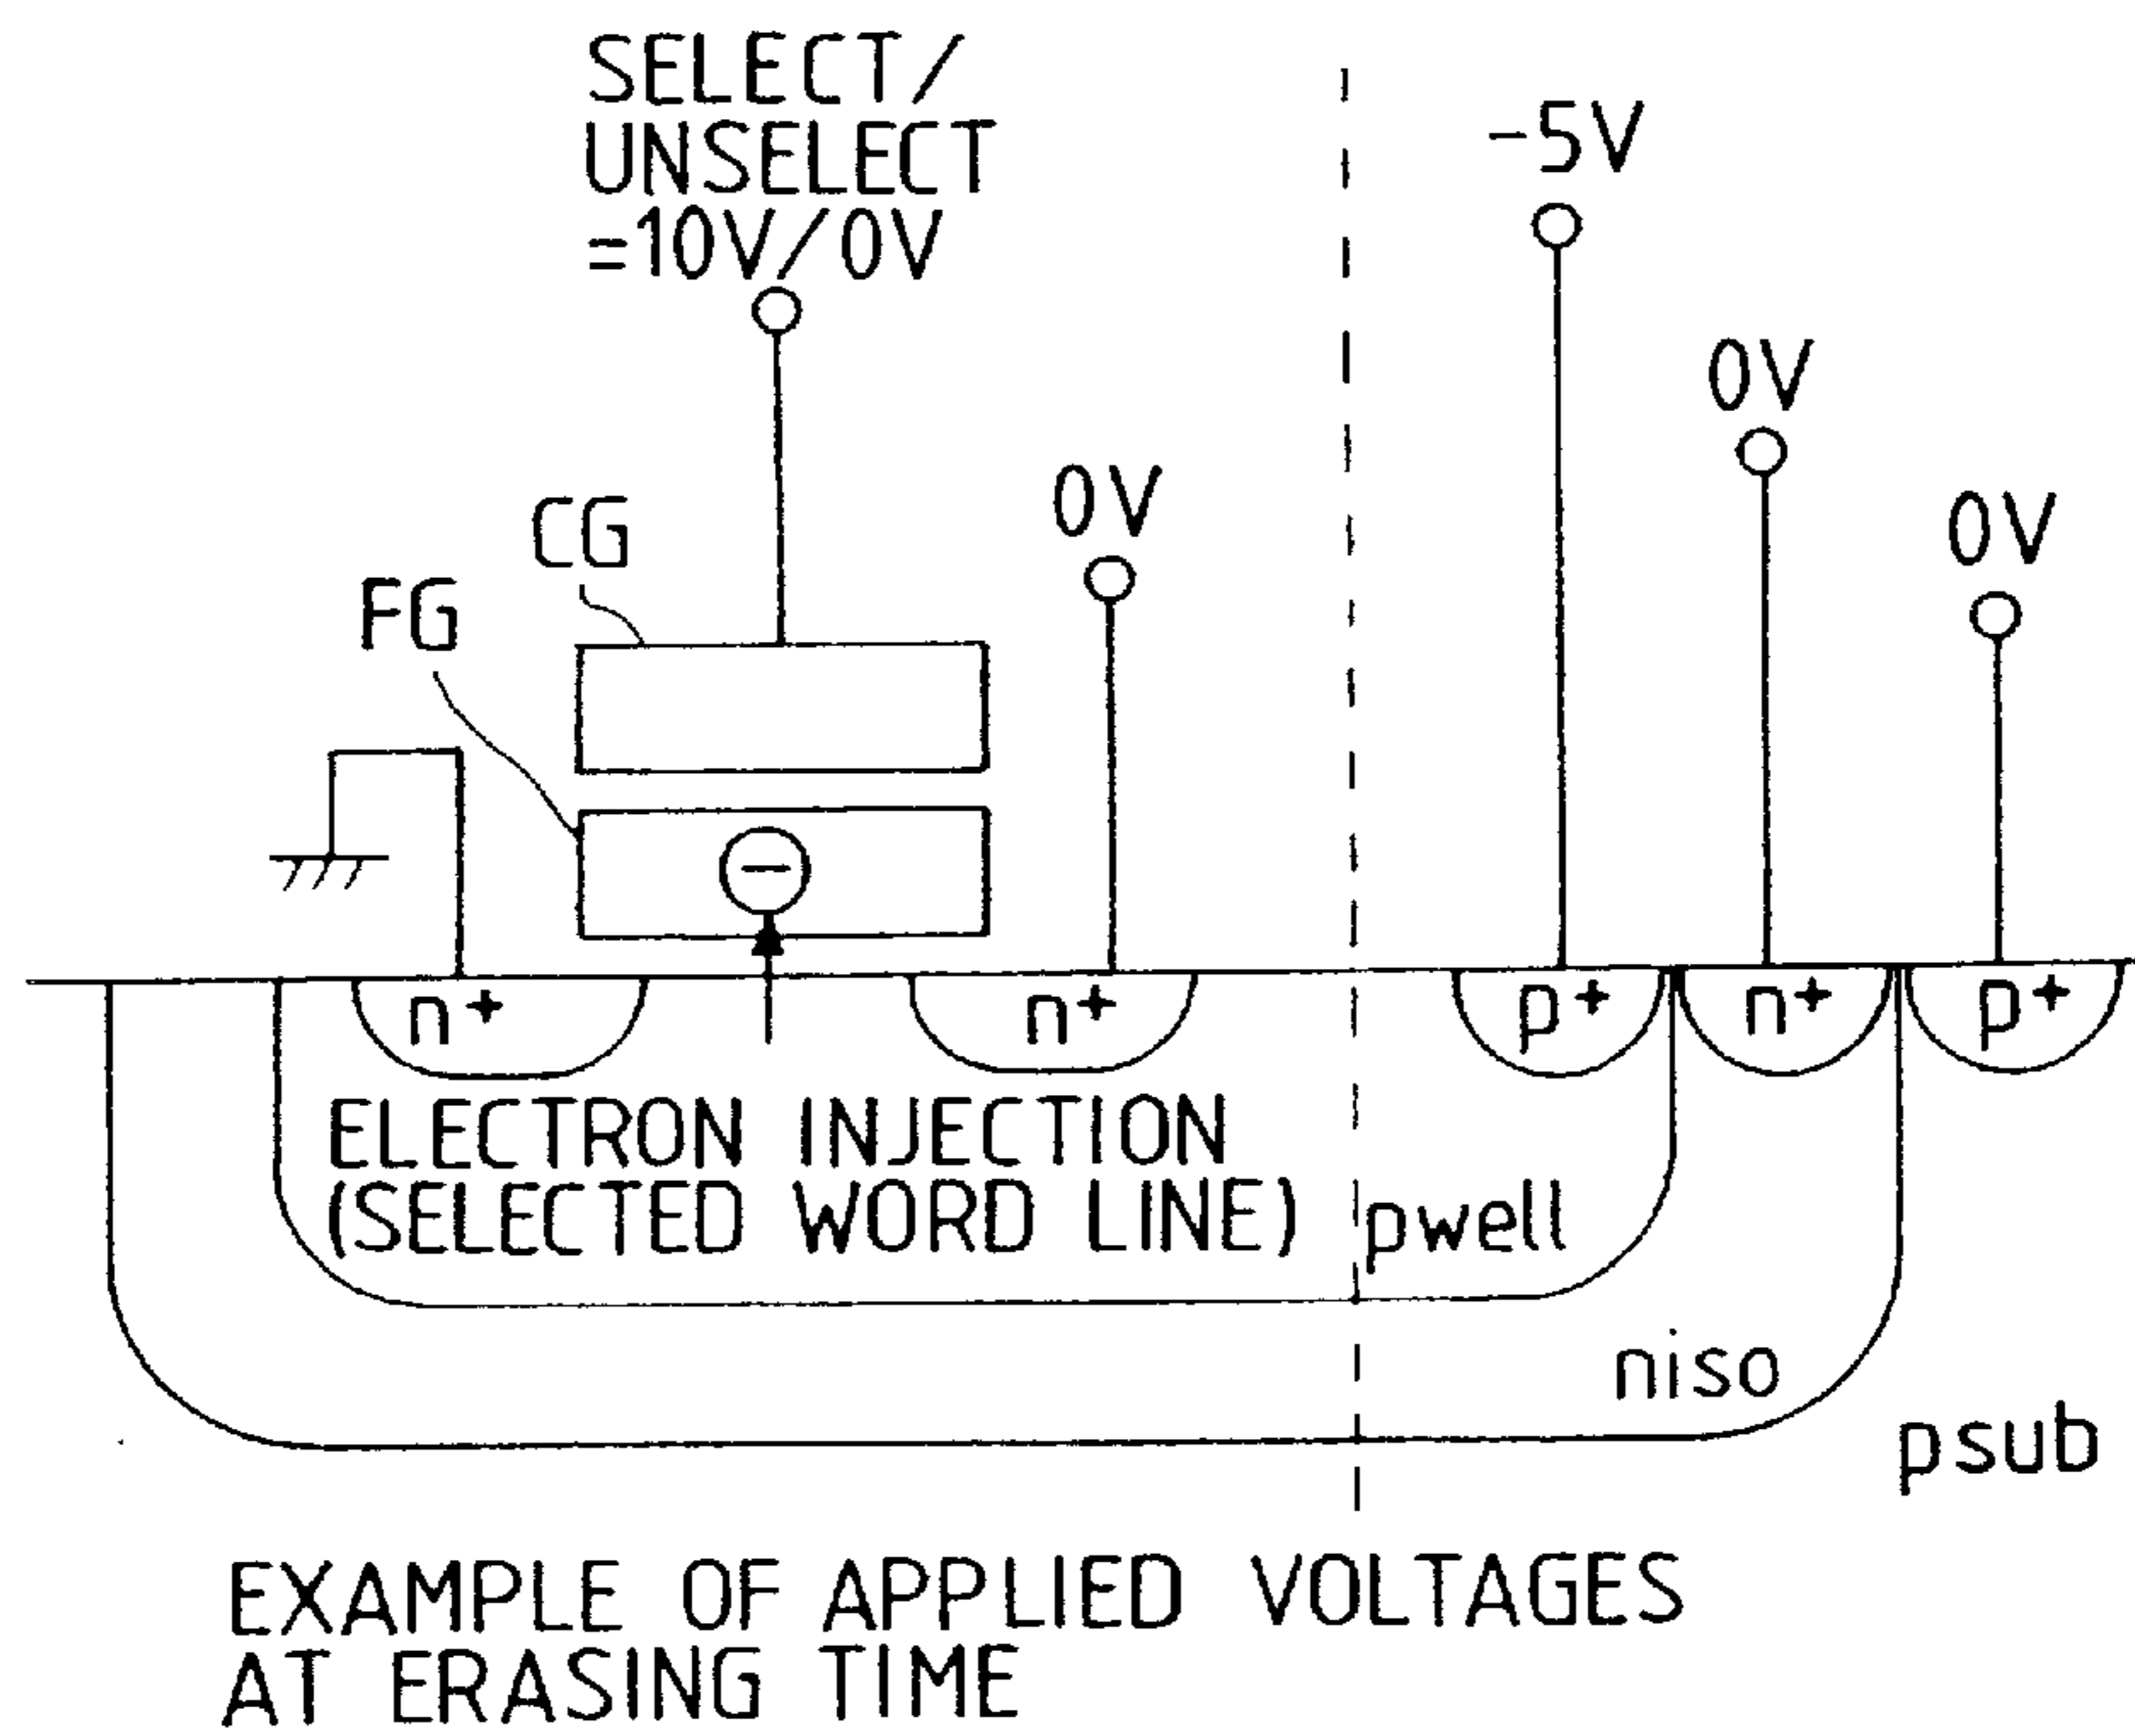 SELECT/
UNSELECT
=10V/0V
-5V
0V
0V
0V
CG
FG
n+
n+
p+
n+
p+
ELECTRON INJECTION
(SELECTED WORD LINE)
pwell
niso
psub
EXAMPLE OF APPLIED VOLTAGES
AT ERASING TIME